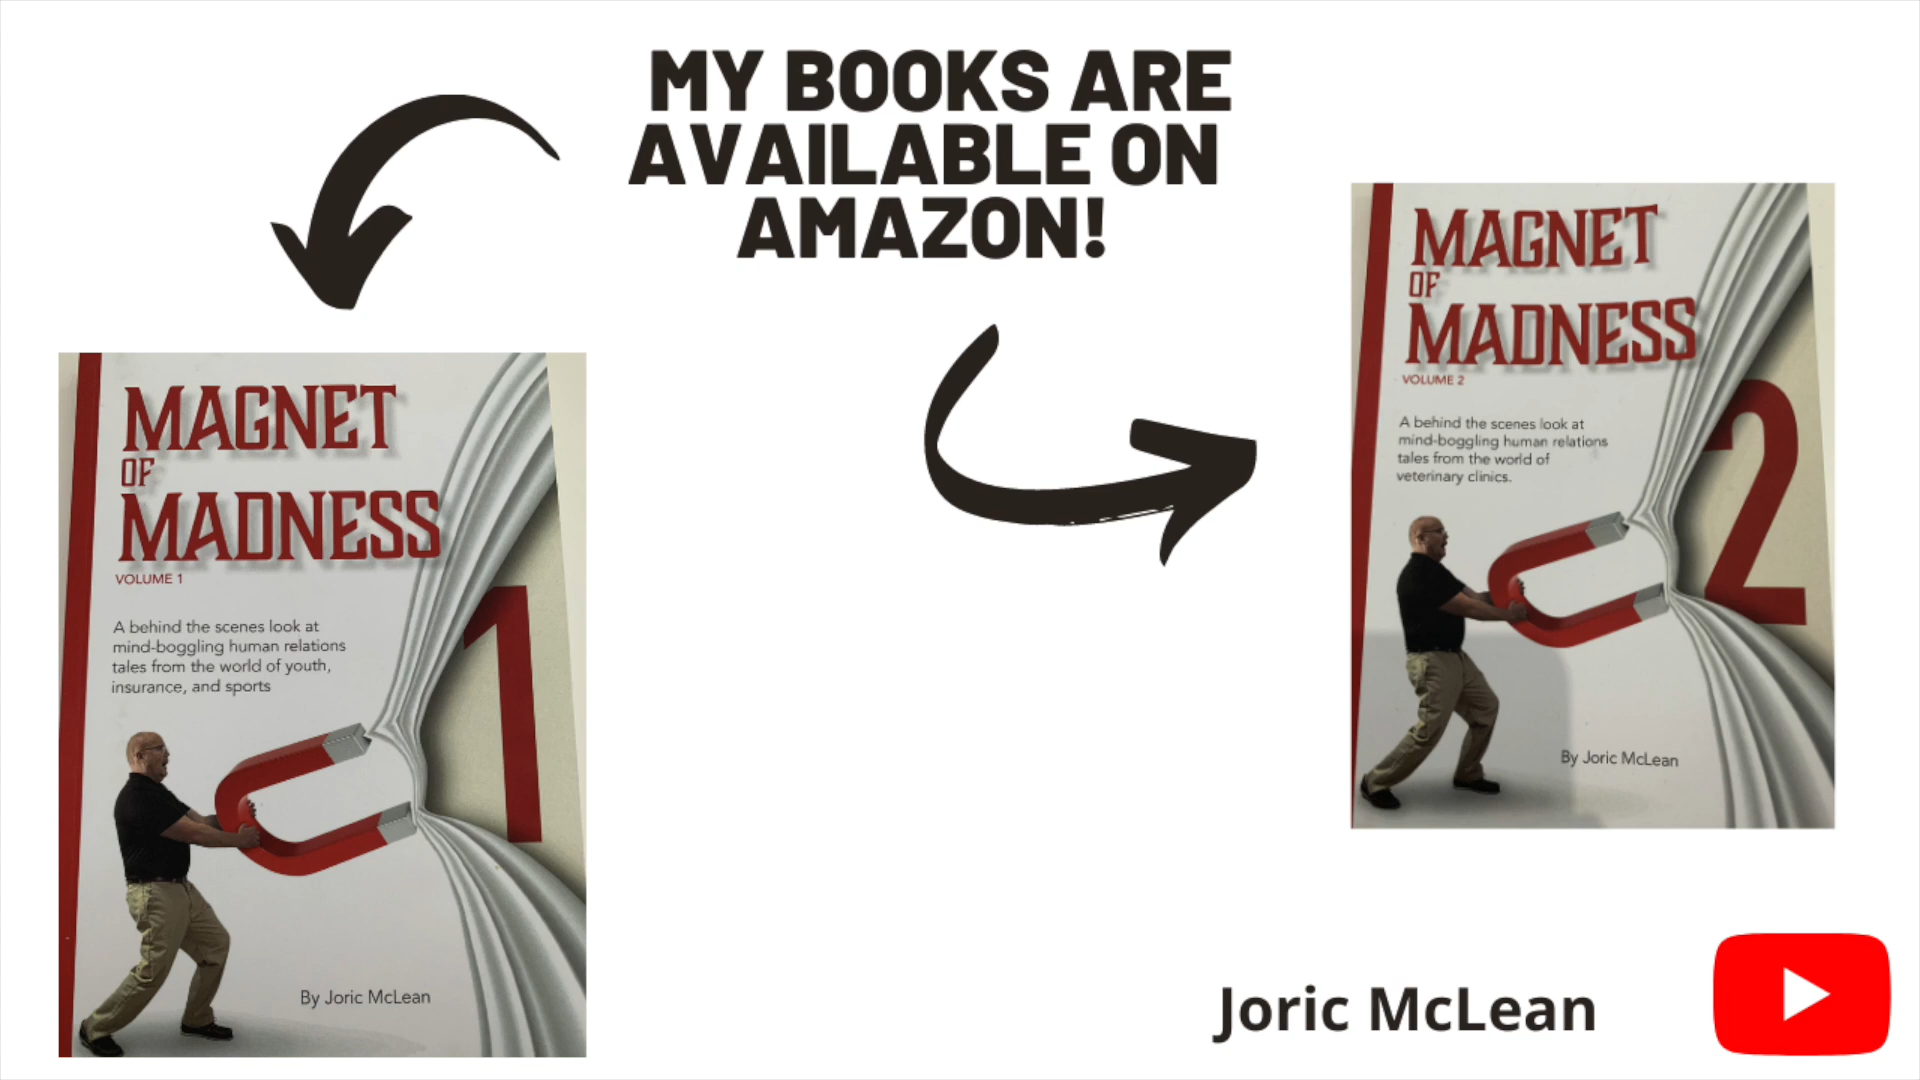 MY BOOKS ARE
AVAILABLE ON
AMAZON!
MAGNET
OF
MADNESS
VOLUME 1
A behind the scenes look at
mind-boggling human relations
tales from the world of youth,
insurance, and sports
1
By Joric McLean
MAGNET
OF
MADNESS
VOLUME 2
A behind the scenes look at
mind-boggling human relations
tales from the world of
veterinary clinics.
2
By Joric McLean
Joric McLean